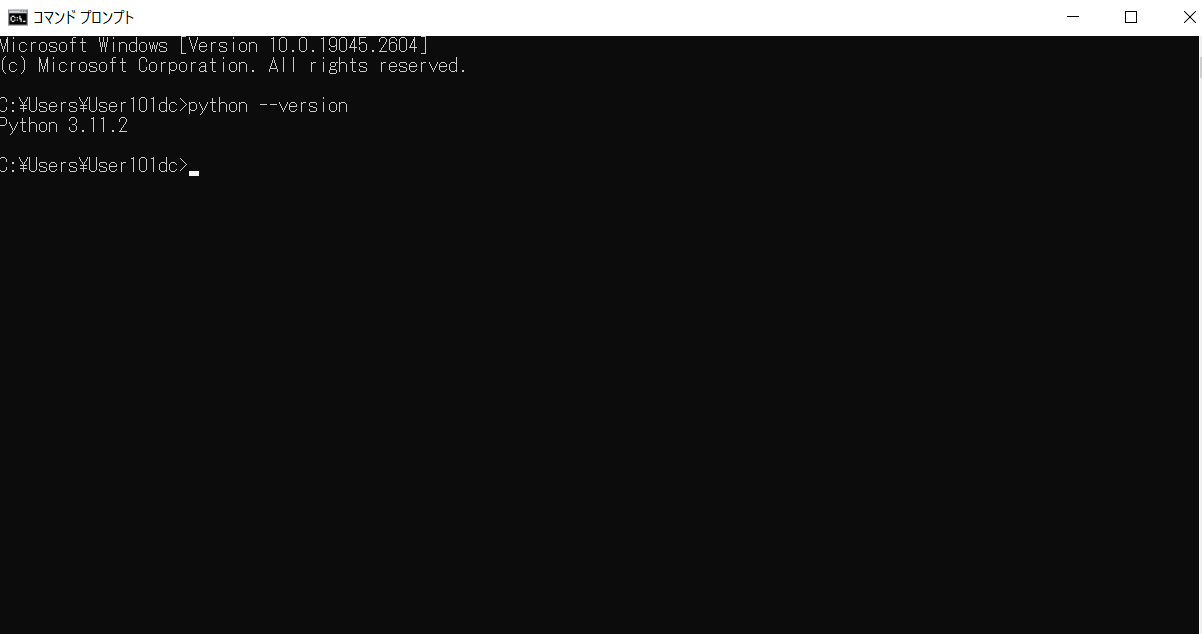 コマンド プロンプト
Microsoft Windows [Version 10.0.19045.2604]
(c) Microsoft Corporation. All rights reserved.
C:¥Users¥User101dc>python --version
Python 3.11.2
C:¥Users¥User101dc>